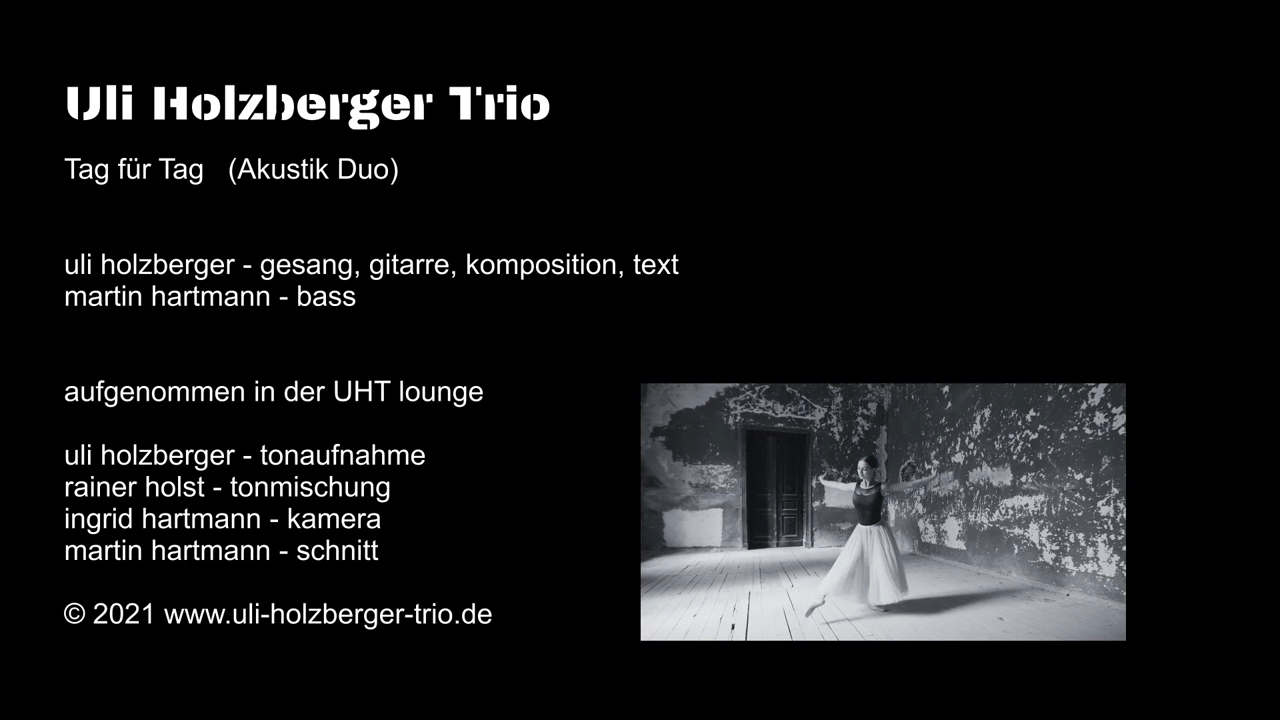 Uli Holzberger Trio
Tag für Tag (Akustik Duo)
uli holzberger - gesang, gitarre, komposition, text
martin hartmann - bass
aufgenommen in der UHT lounge
uli holzberger - tonaufnahme
rainer holst - tonmischung
ingrid hartmann - kamera
martin hartmann - schnitt
© 2021 www.uli-holzberger-trio.de